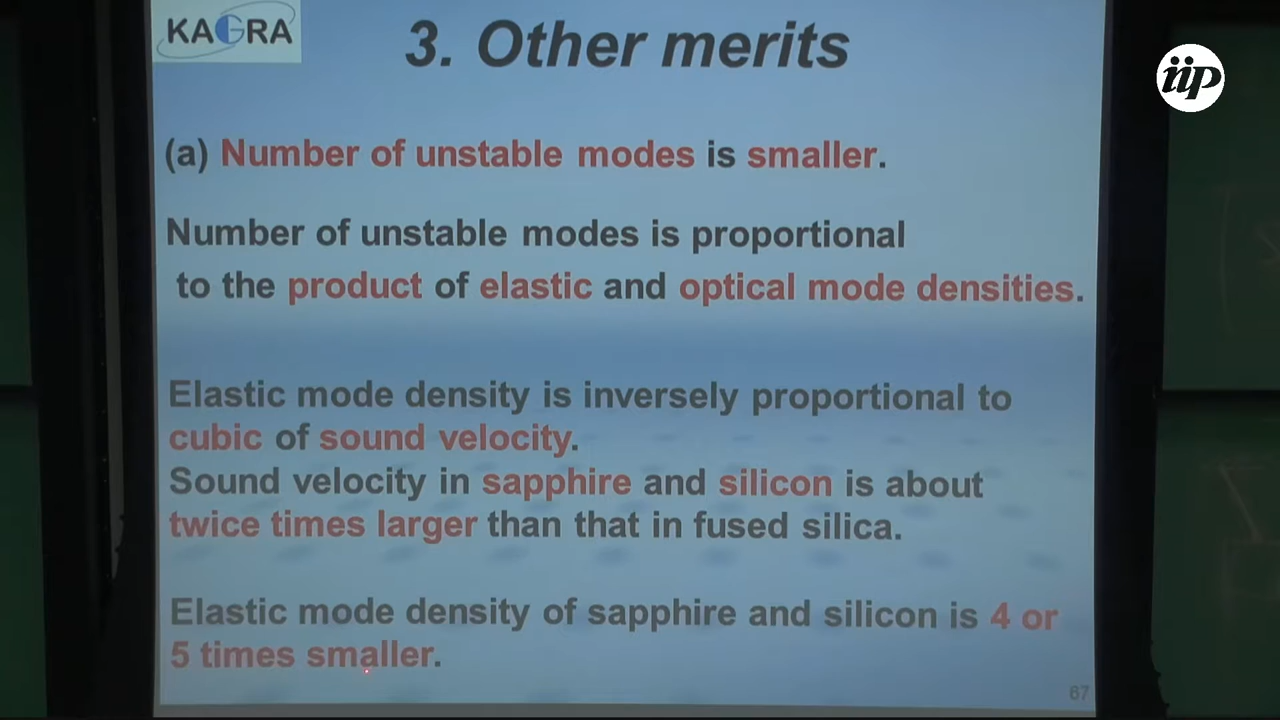 KAGRA
3. Other merits
iip
(a) Number of unstable modes is smaller.
Number of unstable modes is proportional
to the product of elastic and optical mode densities.
Elastic mode density is inversely proportional to
cubic of sound velocity.
Sound velocity in sapphire and silicon is about
twice times larger than that in fused silica.
Elastic mode density of sapphire and silicon is 4 or
5 times smaller.
67